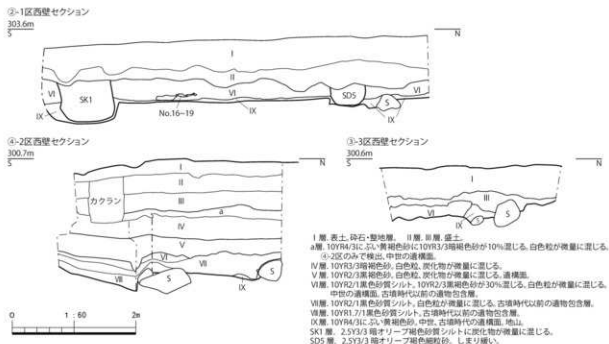 ②-1区西壁セクション
303.6m
S N
I
II
VI SK1 VI SD5 S VI
IX No.16~19 IX IX
④-2区西壁セクション
300.7m
S N
I
II
カクラン
III
a
IV
V
VI
VII
VIII S IX S
③-3区西壁セクション
300.6m
S N
I
III
VI
IX S S
0 1:60 2m
I層. 表土、砕石・整地層。 II層. III層. 盛土。
a層. 10YR4/3にぶい黄褐色砂に10YR3/3暗褐色砂が10%混じる。白色粒が微量に混じる。
④-2区のみで検出。中世の遺構面。
IV層. 10YR3/3暗褐色砂。白色粒、炭化物が微量に混じる。
V層. 10YR2/3黒褐色砂。白色粒、炭化物が微量に混じる。遺構面。
VI層. 10YR2/1黒色砂質シルト。10YR2/3黒褐色砂が30%混じる。白色粒、炭化物が微量に混じる。
中世の遺構面。古墳時代以前の遺物包含層。
VII層. 10YR2/1黒色砂質シルト。白色粒が微量に混じる。古墳時代以前の遺物包含層。
VIII層. 10YR1.7/1黒色砂質シルト。古墳時代以前の遺物包含層。
IX層. 10YR4/3にぶい黄褐色砂。中世、古墳時代の遺構面。地山。
SK1層. 2.5Y3/3 暗オリーブ褐色砂質シルトに炭化物が微量に混じる。
SD5層. 2.5Y3/3 暗オリーブ褐色細粒砂。しまり緩い。